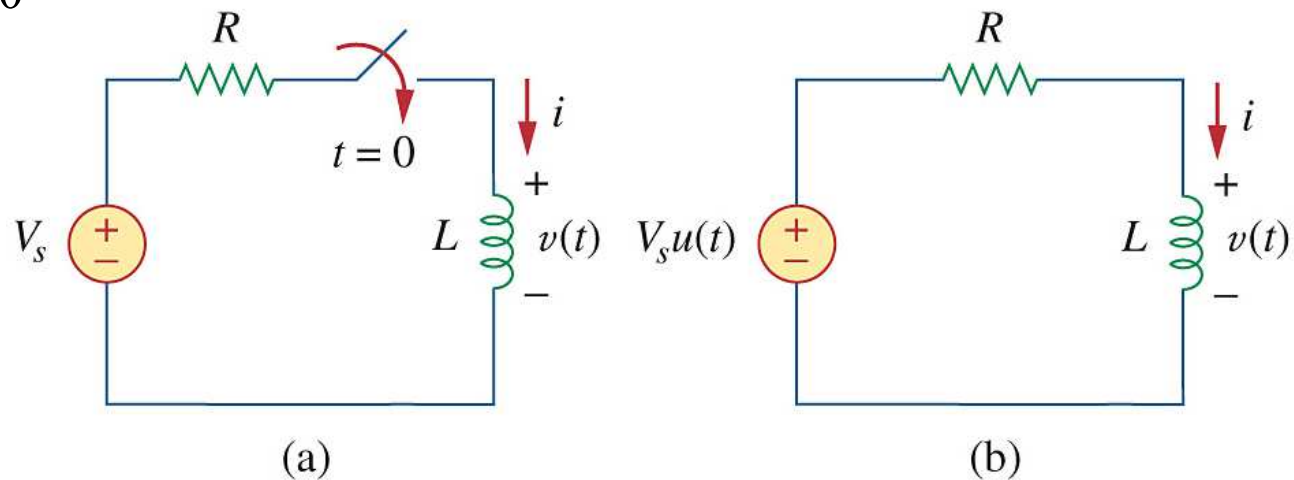 R
t = 0
i
+
V_s
+
−
L
v(t)
−
(a)
R
i
+
V_s u(t)
+
−
L
v(t)
−
(b)